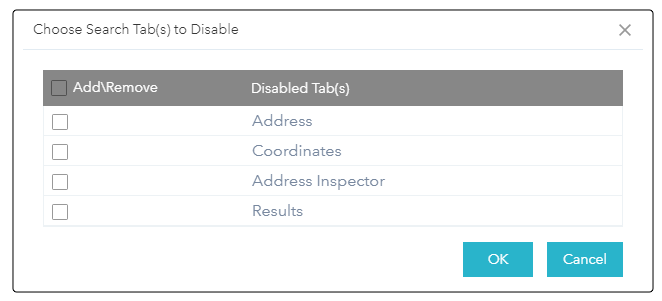 Choose Search Tab(s) to Disable
Add\Remove Disabled Tab(s)
Address
Coordinates
Address Inspector
Results
OK Cancel